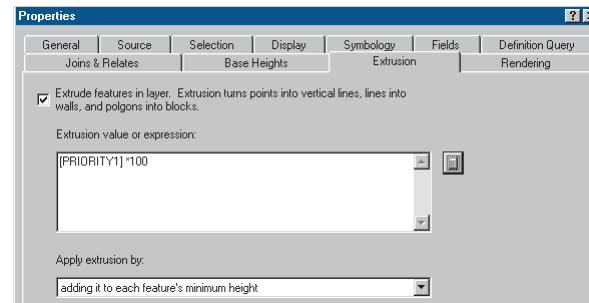 Properties
General Source Selection Display Symbology Fields Definition Query
Joins & Relates Base Heights Extrusion Rendering
Extrude features in layer. Extrusion turns points into vertical lines, lines into
walls, and polgons into blocks.
Extrusion value or expression:
[PRIORITY1] *100
Apply extrusion by:
adding it to each feature's minimum height